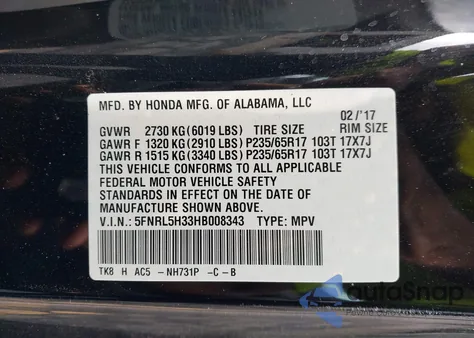 MFD. BY HONDA MFG. OF ALABAMA, LLC
02/'17
GVWR 2730 KG(6019 LBS) TIRE SIZE RIM SIZE
GAWR F 1320 KG(2910 LBS)P235/65R17 103T 17X7J
GAWR R 1515 KG(3340 LBS)P235/65R17 103T 17X7J
THIS VEHICLE CONFORMS TO ALL APPLICABLE
FEDERAL MOTOR VEHICLE SAFETY
STANDARDS IN EFFECT ON THE DATE OF
MANUFACTURE SHOWN ABOVE.
V.I.N.: 5FNRL5H33HB008343 TYPE: MPV
TK8 H AC5 -NH731P -C-B
AutoSnap